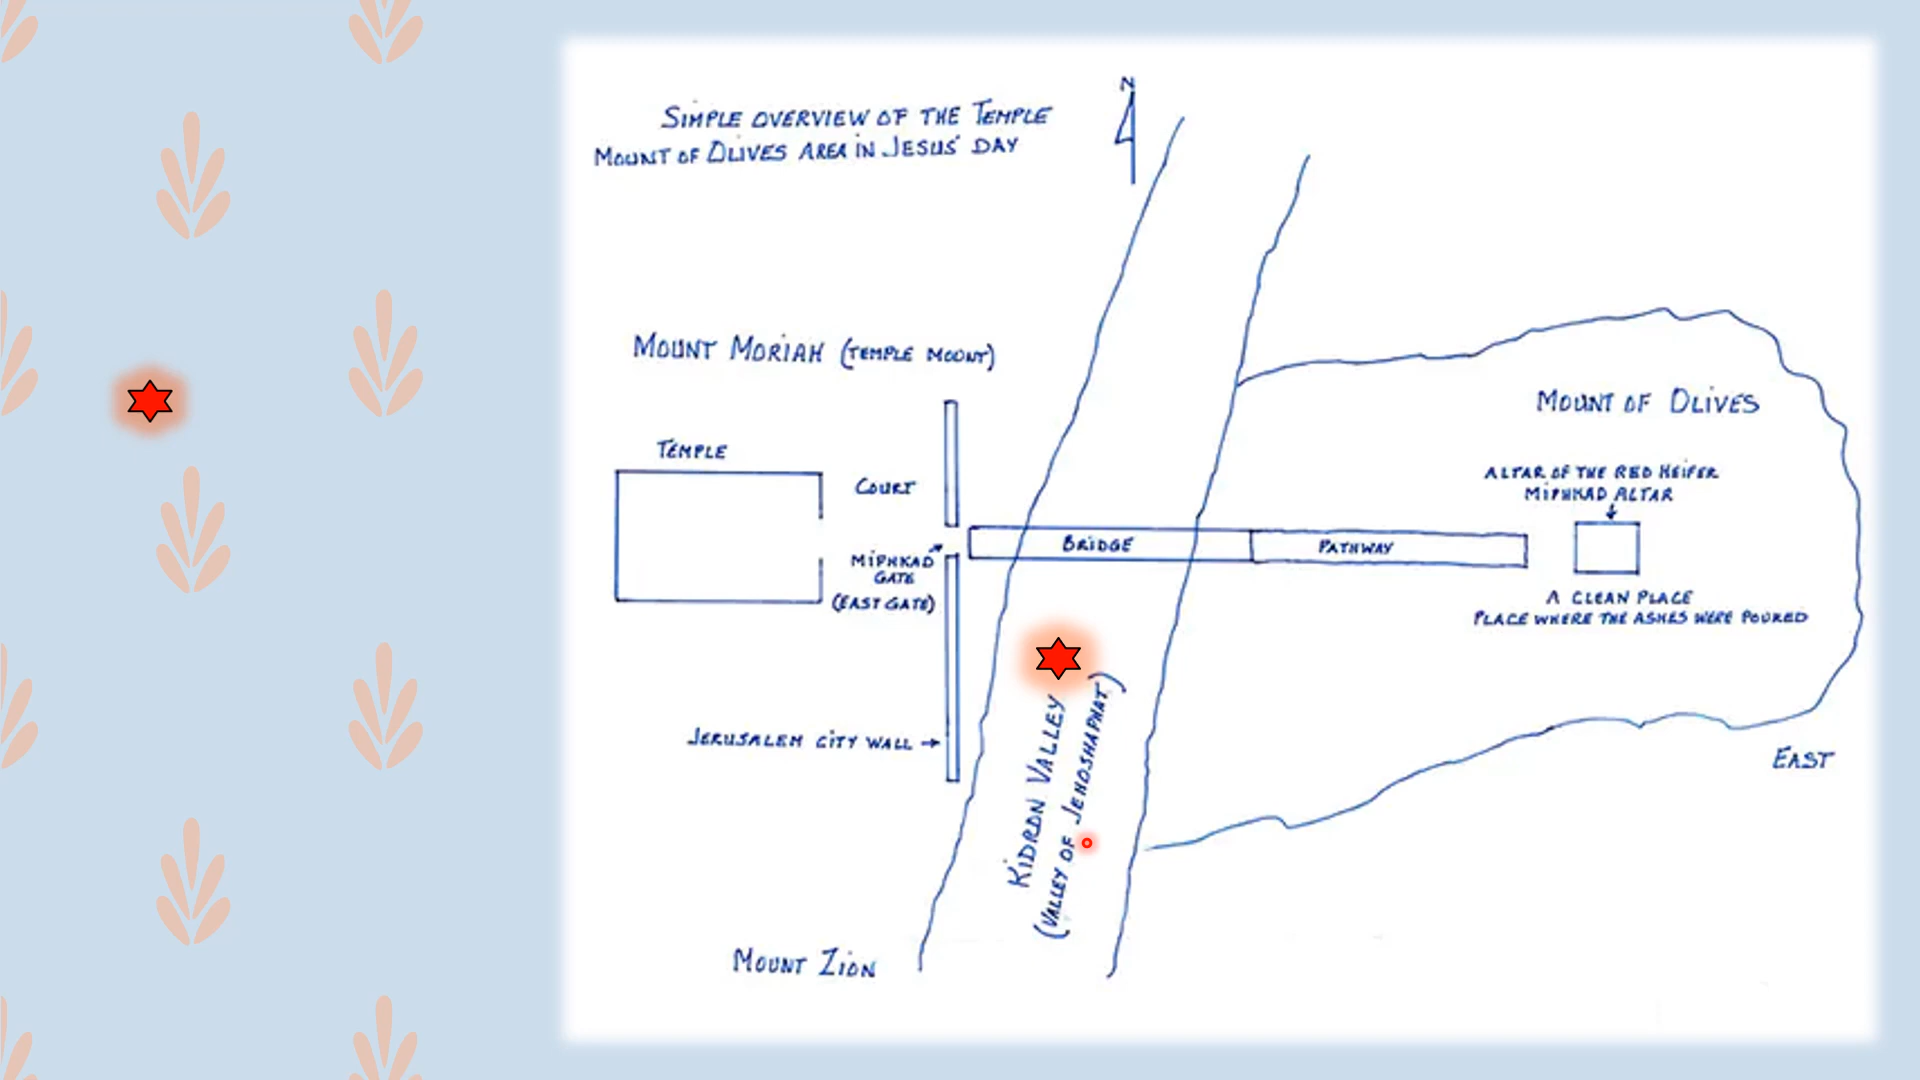 N
SIMPLE OVERVIEW OF THE TEMPLE
MOUNT OF OLIVES AREA IN JESUS' DAY
MOUNT MORIAH (TEMPLE MOUNT)
MOUNT OF OLIVES
TEMPLE
COURT
ALTAR OF THE RED HEIFER
MIPHKAD ALTAR
BRIDGE
PATHWAY
MIPHKAD
GATE
(EAST GATE)
A CLEAN PLACE
PLACE WHERE THE ASHES WERE POURED
JERUSALEM CITY WALL
EAST
KIDRON VALLEY
(VALLEY OF JEHOSHAPHAT)
MOUNT ZION